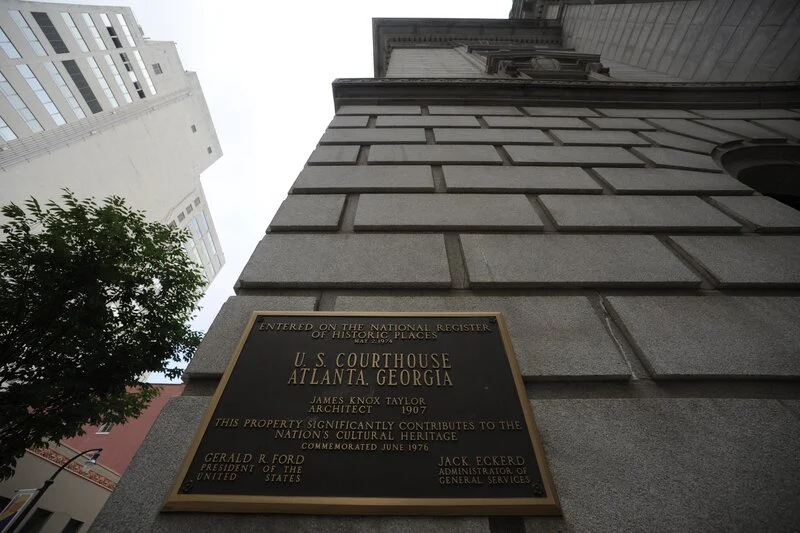 ENTERED ON THE NATIONAL REGISTER
OF HISTORIC PLACES
MAY 2, 1974
U. S. COURTHOUSE
ATLANTA, GEORGIA
JAMES KNOX TAYLOR
ARCHITECT 1907
THIS PROPERTY SIGNIFICANTLY CONTRIBUTES TO THE
NATION'S CULTURAL HERITAGE
COMMEMORATED JUNE 1976
GERALD R. FORD
PRESIDENT OF THE
UNITED STATES
JACK ECKERD
ADMINISTRATOR OF
GENERAL SERVICES